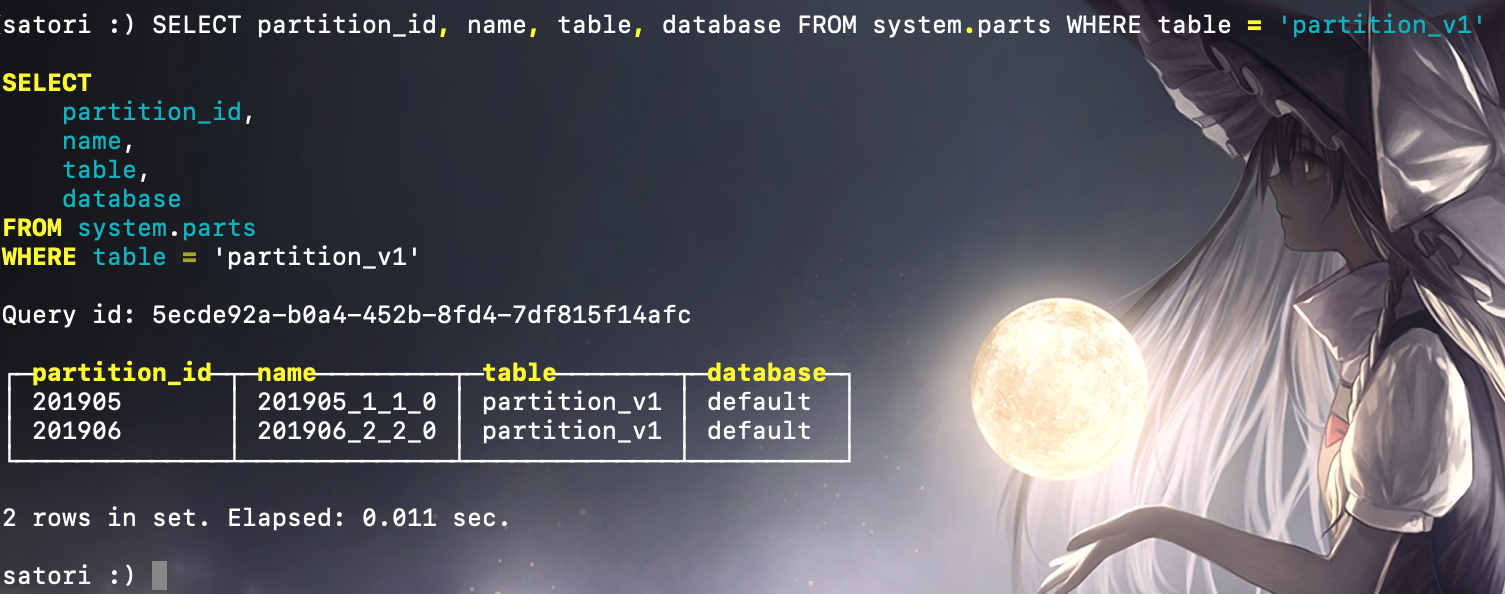 satori :) SELECT partition_id, name, table, database FROM system.parts WHERE table = 'partition_v1'
SELECT
    partition_id,
    name,
    table,
    database
FROM system.parts
WHERE table = 'partition_v1'
Query id: 5ecde92a-b0a4-452b-8fd4-7df815f14afc
┌─partition_id─┬─name─────────┬─table────────┬─database─┐
│ 201905       │ 201905_1_1_0 │ partition_v1 │ default  │
│ 201906       │ 201906_2_2_0 │ partition_v1 │ default  │
└──────────────┴──────────────┴──────────────┴──────────┘
2 rows in set. Elapsed: 0.011 sec.
satori :)